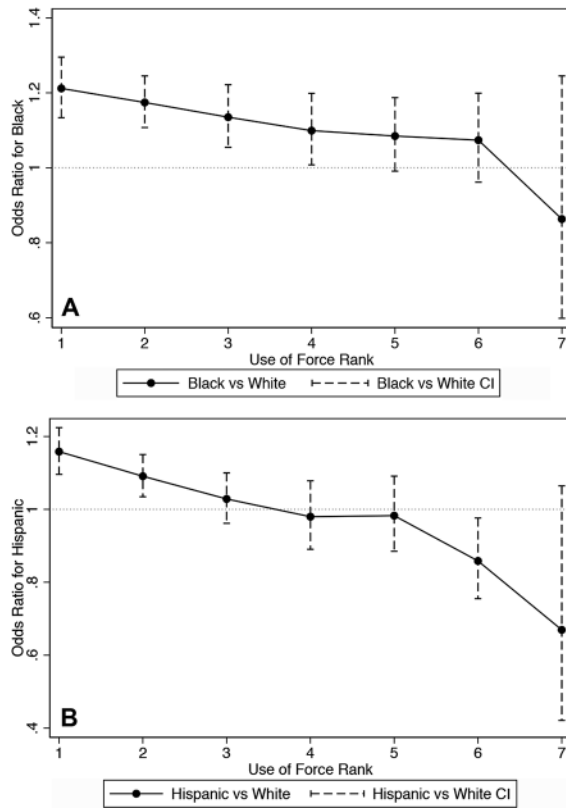 1.4
1.2
1
.8
.6
Odds Ratio for Black
A
1 2 3 4 5 6 7
Use of Force Rank
Black vs White Black vs White CI
1.2
1
.8
.6
.4
Odds Ratio for Hispanic
B
1 2 3 4 5 6 7
Use of Force Rank
Hispanic vs White Hispanic vs White CI